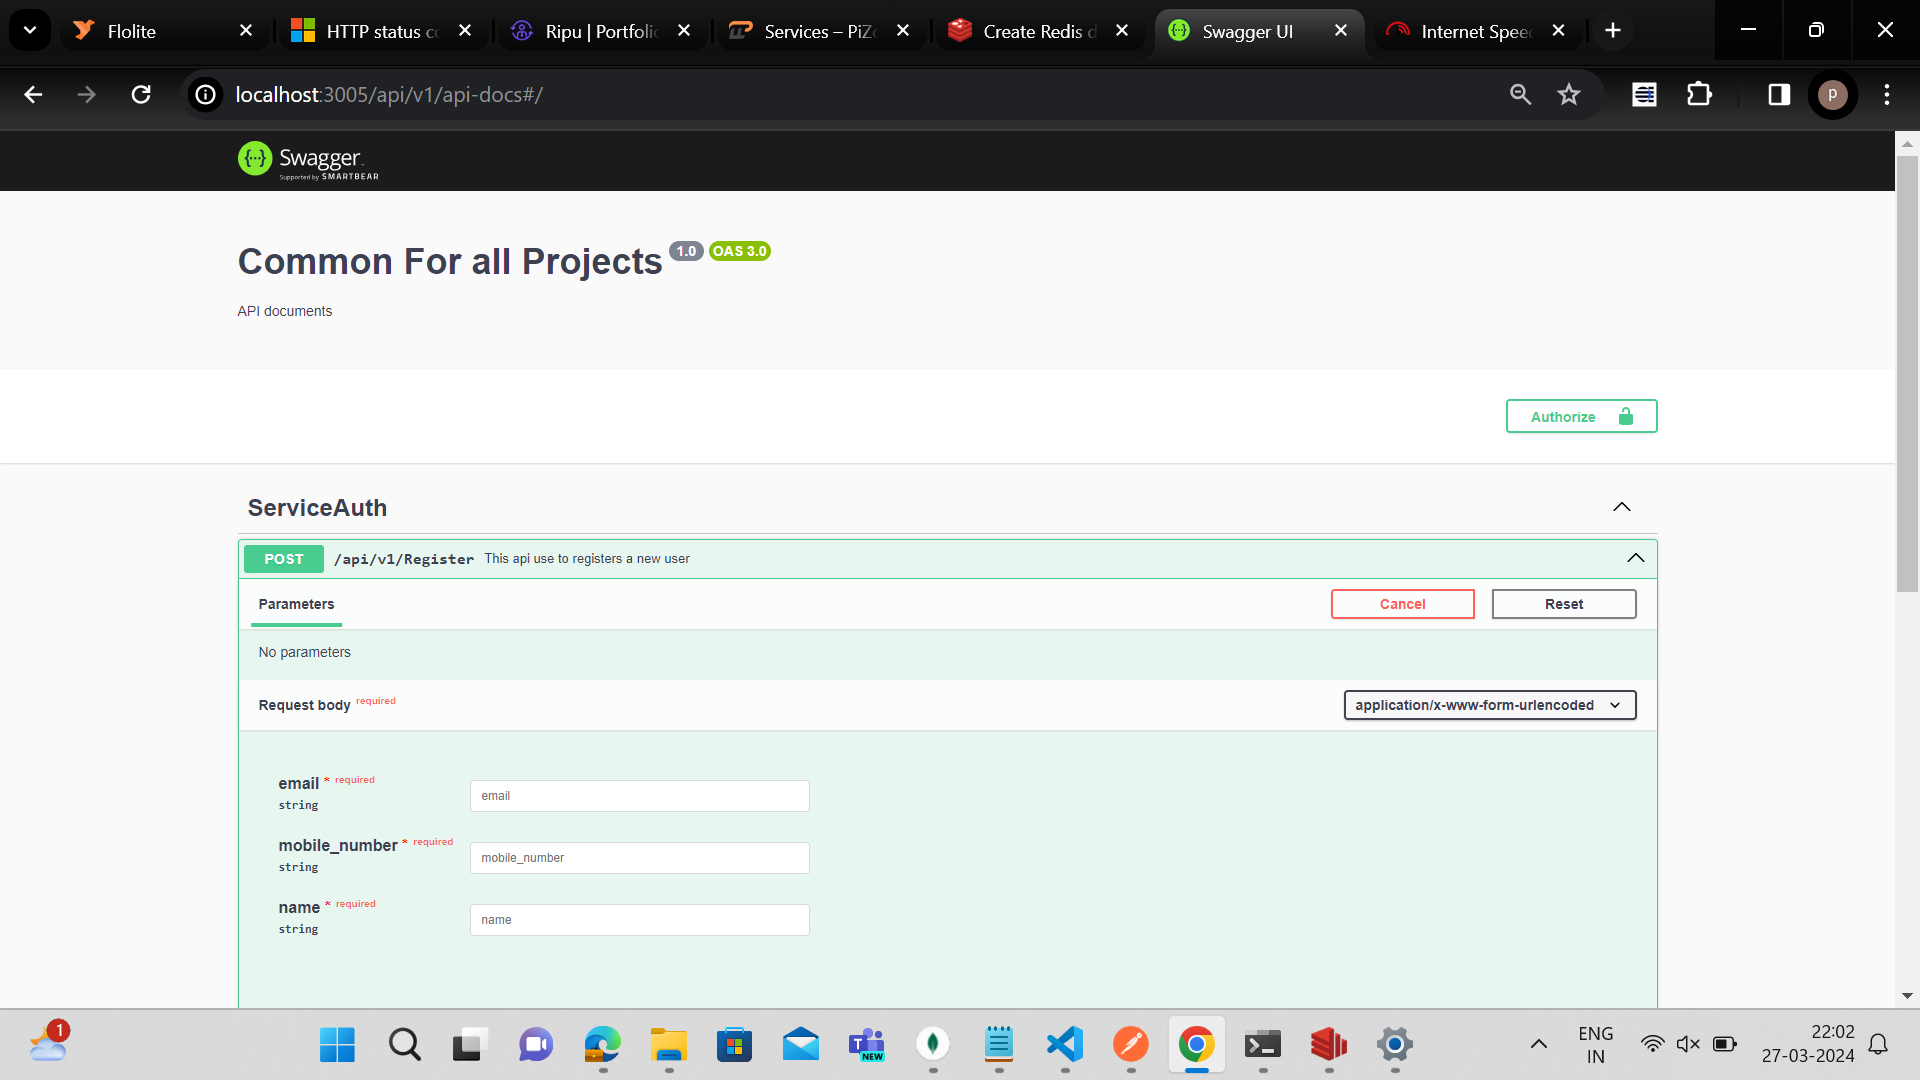 Flolite
HTTP status co
Ripu | Portfoli
Services – PiZ
Create Redis d
Swagger UI
Internet Speed
localhost:3005/api/v1/api-docs#/
p
Swagger.
Supported by SMARTBEAR
Common For all Projects 1.0 OAS 3.0
API documents
Authorize
ServiceAuth
POST /api/v1/Register This api use to registers a new user
Parameters
Cancel
Reset
No parameters
Request body required
application/x-www-form-urlencoded
email * required
string
email
mobile_number * required
string
mobile_number
name * required
string
name
1
T
NEW
ENG
IN
22:02
27-03-2024